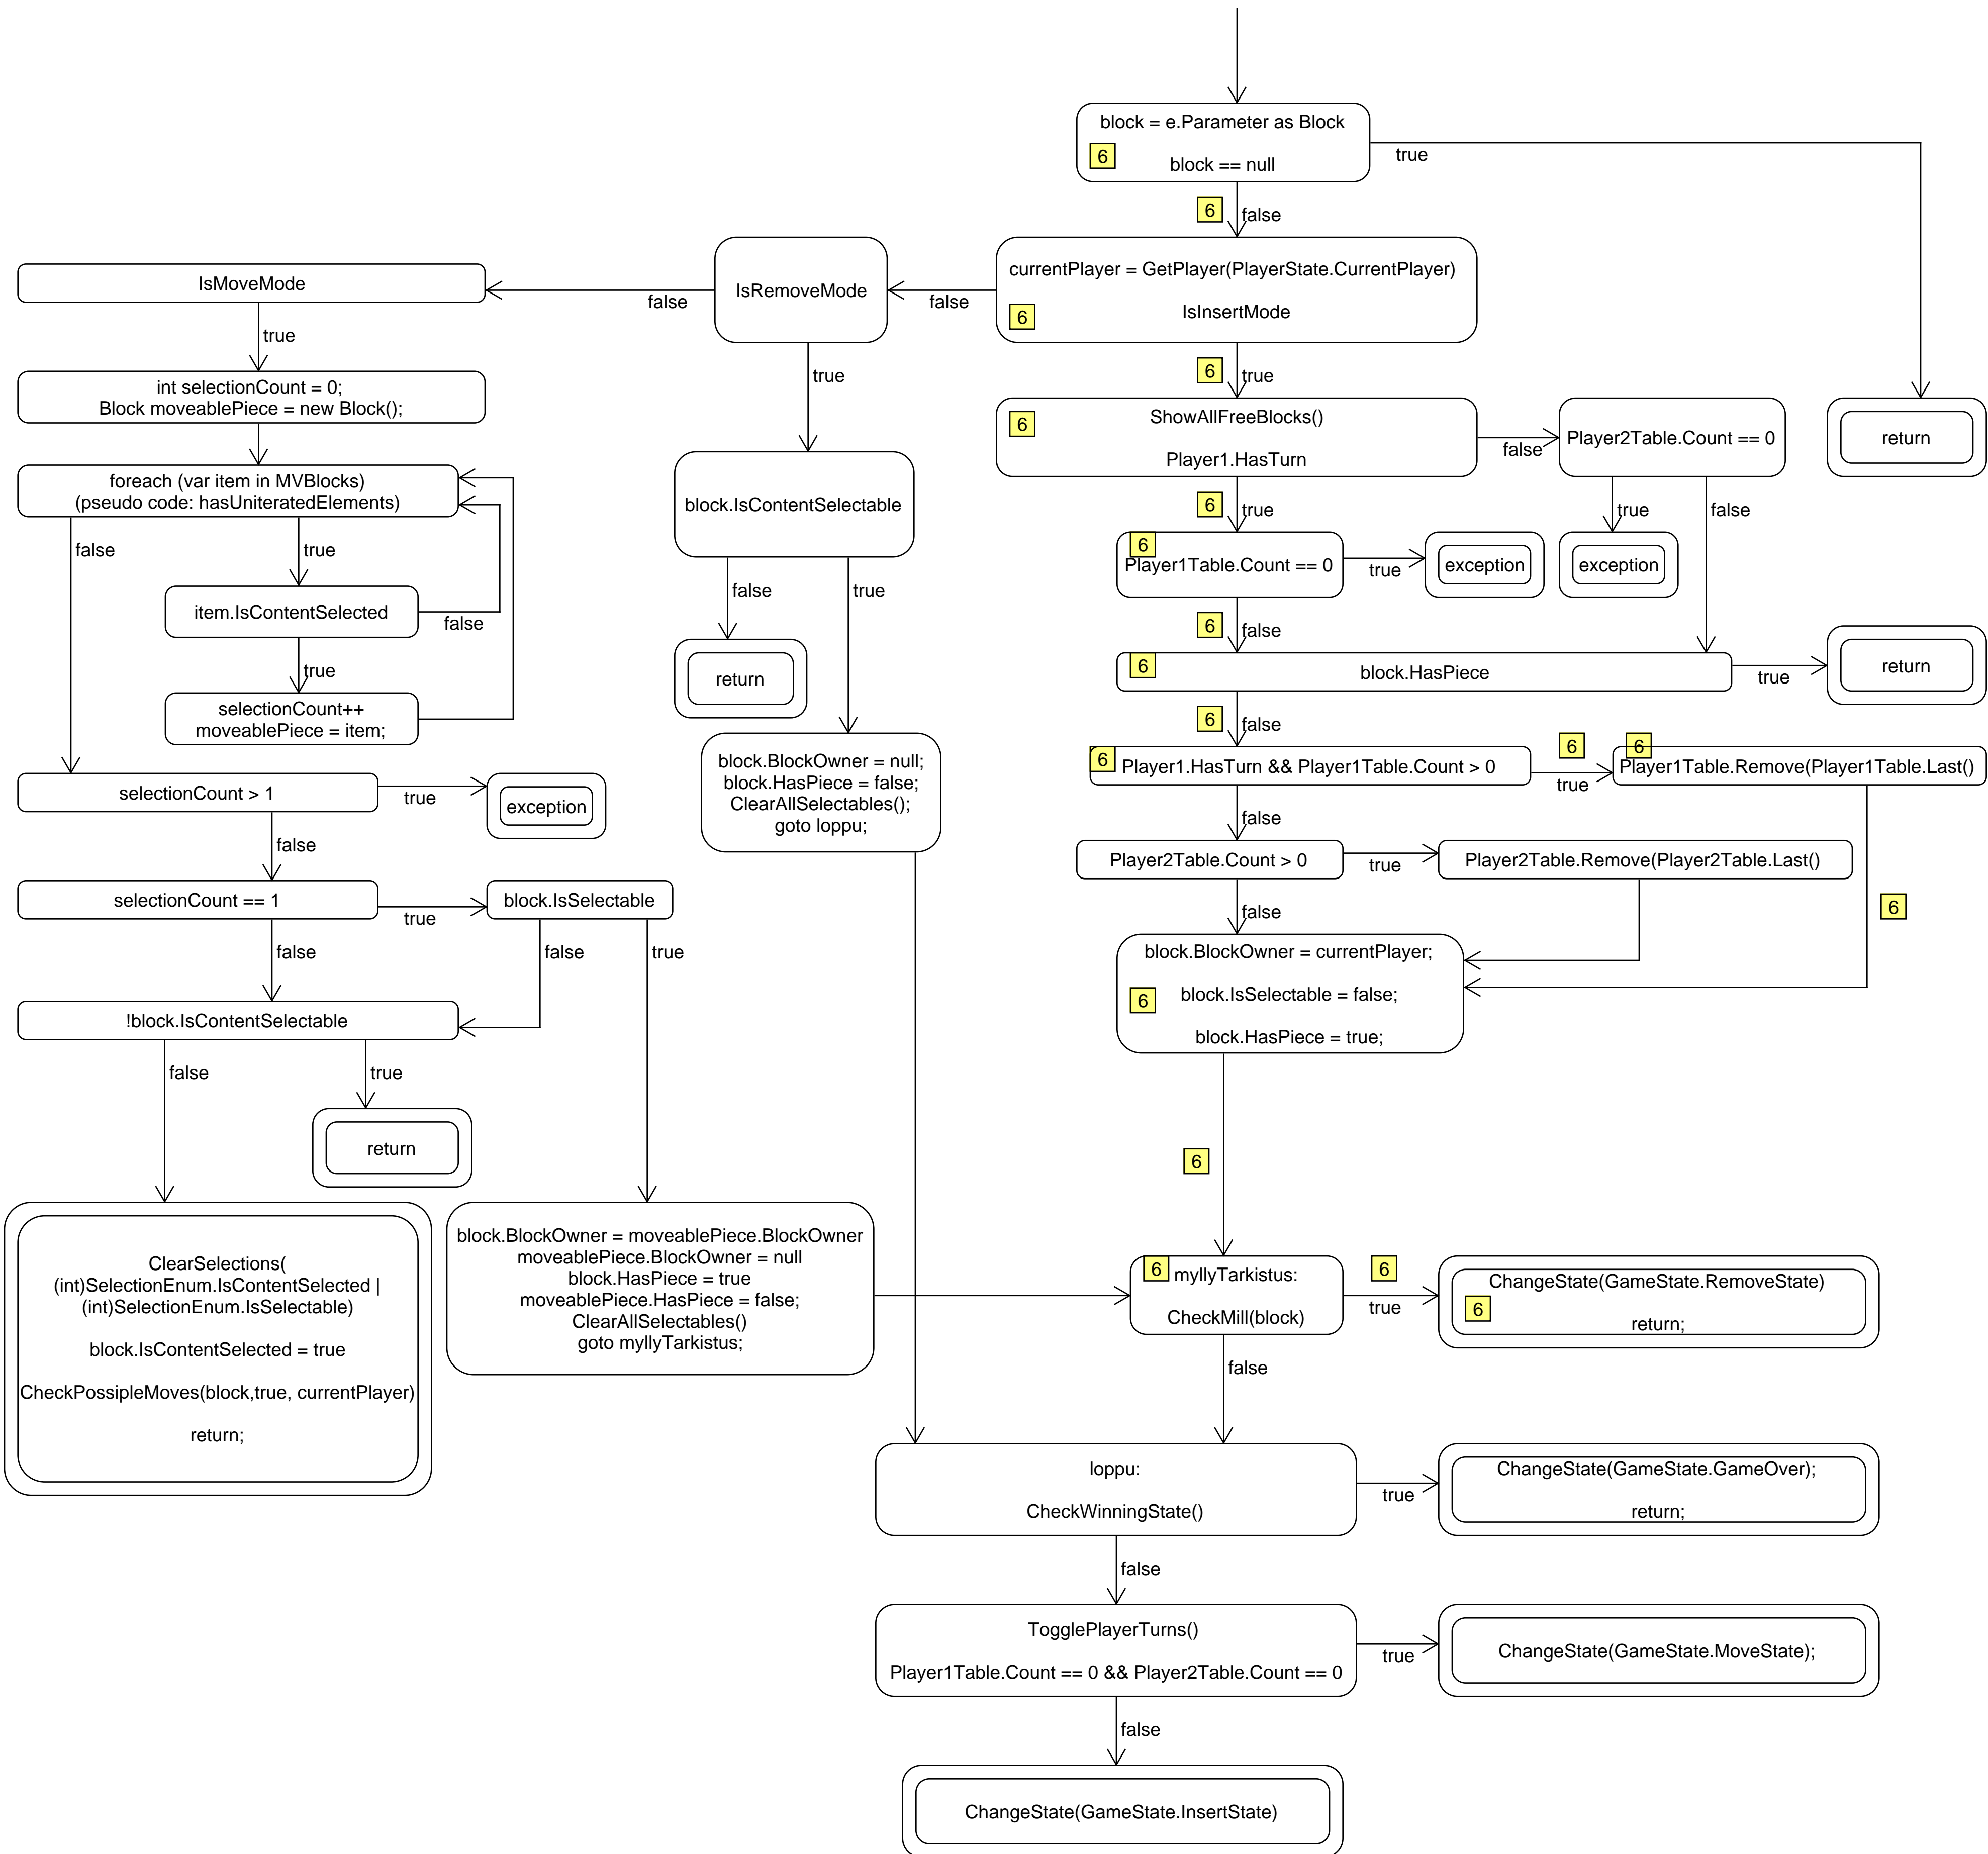 block = e.Parameter as Block
6
block == null
true
6
false
currentPlayer = GetPlayer(PlayerState.CurrentPlayer)
6
IsInsertMode
false
IsRemoveMode
false
IsMoveMode
true
int selectionCount = 0;
Block moveablePiece = new Block();
foreach (var item in MVBlocks)
(pseudo code: hasUniteratedElements)
false
true
item.IsContentSelected
false
true
selectionCount++
moveablePiece = item;
selectionCount > 1
true
exception
false
selectionCount == 1
true
block.IsSelectable
false
false
true
!block.IsContentSelectable
false
true
return
ClearSelections(
(int)SelectionEnum.IsContentSelected |
(int)SelectionEnum.IsSelectable)
block.IsContentSelected = true
CheckPossipleMoves(block,true, currentPlayer)
return;
block.BlockOwner = moveablePiece.BlockOwner
moveablePiece.BlockOwner = null
block.HasPiece = true
moveablePiece.HasPiece = false;
ClearAllSelectables()
goto myllyTarkistus;
true
block.IsContentSelectable
false
true
return
block.BlockOwner = null;
block.HasPiece = false;
ClearAllSelectables();
goto loppu;
6
true
6
ShowAllFreeBlocks()
Player1.HasTurn
false
Player2Table.Count == 0
return
true
false
exception
6
true
6
Player1Table.Count == 0
true
exception
6
false
6
block.HasPiece
true
return
6
false
6
Player1.HasTurn && Player1Table.Count > 0
6
true
6
Player1Table.Remove(Player1Table.Last()
false
Player2Table.Count > 0
true
Player2Table.Remove(Player2Table.Last()
6
false
block.BlockOwner = currentPlayer;
6
block.IsSelectable = false;
block.HasPiece = true;
6
6
myllyTarkistus:
CheckMill(block)
6
true
ChangeState(GameState.RemoveState)
6
return;
false
loppu:
CheckWinningState()
true
ChangeState(GameState.GameOver);
return;
false
TogglePlayerTurns()
Player1Table.Count == 0 && Player2Table.Count == 0
true
ChangeState(GameState.MoveState);
false
ChangeState(GameState.InsertState)